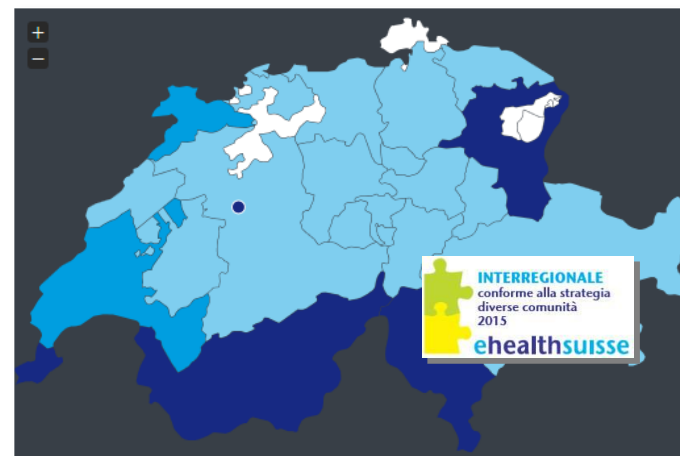 +
−
INTERREGIONALE
conforme alla strategia
diverse comunità
2015
ehealthsuisse